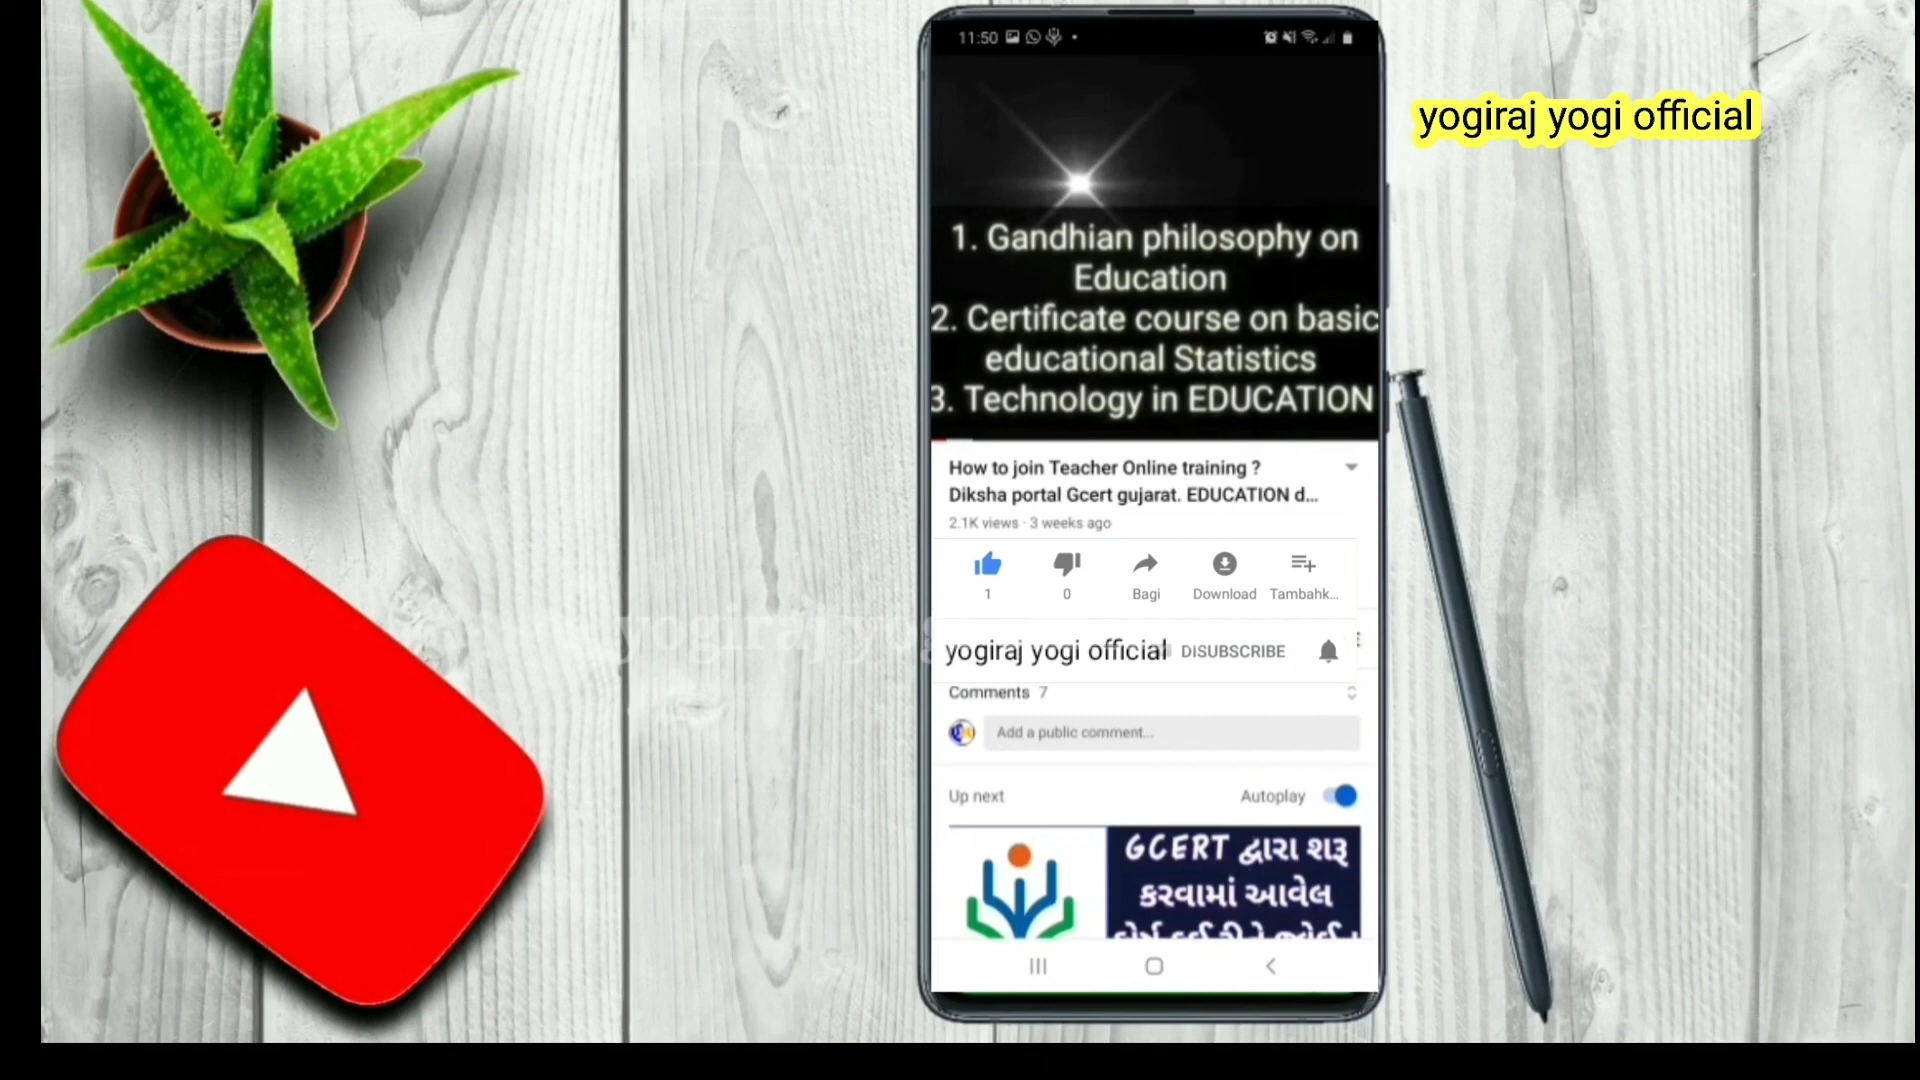 11:50
yogiraj yogi official
1. Gandhian philosophy on
Education
2. Certificate course on basic
educational Statistics
3. Technology in EDUCATION
How to join Teacher Online training ?
Diksha portal Gcert gujarat. EDUCATION d...
2.1K views · 3 weeks ago
1
0
Bagi
Download
Tambahk...
yogiraj yogi official
DISUBSCRIBE
Comments 7
Add a public comment...
Up next
Autoplay
GCERT દ્વારા શરૂ
કરવામાં આવેલ